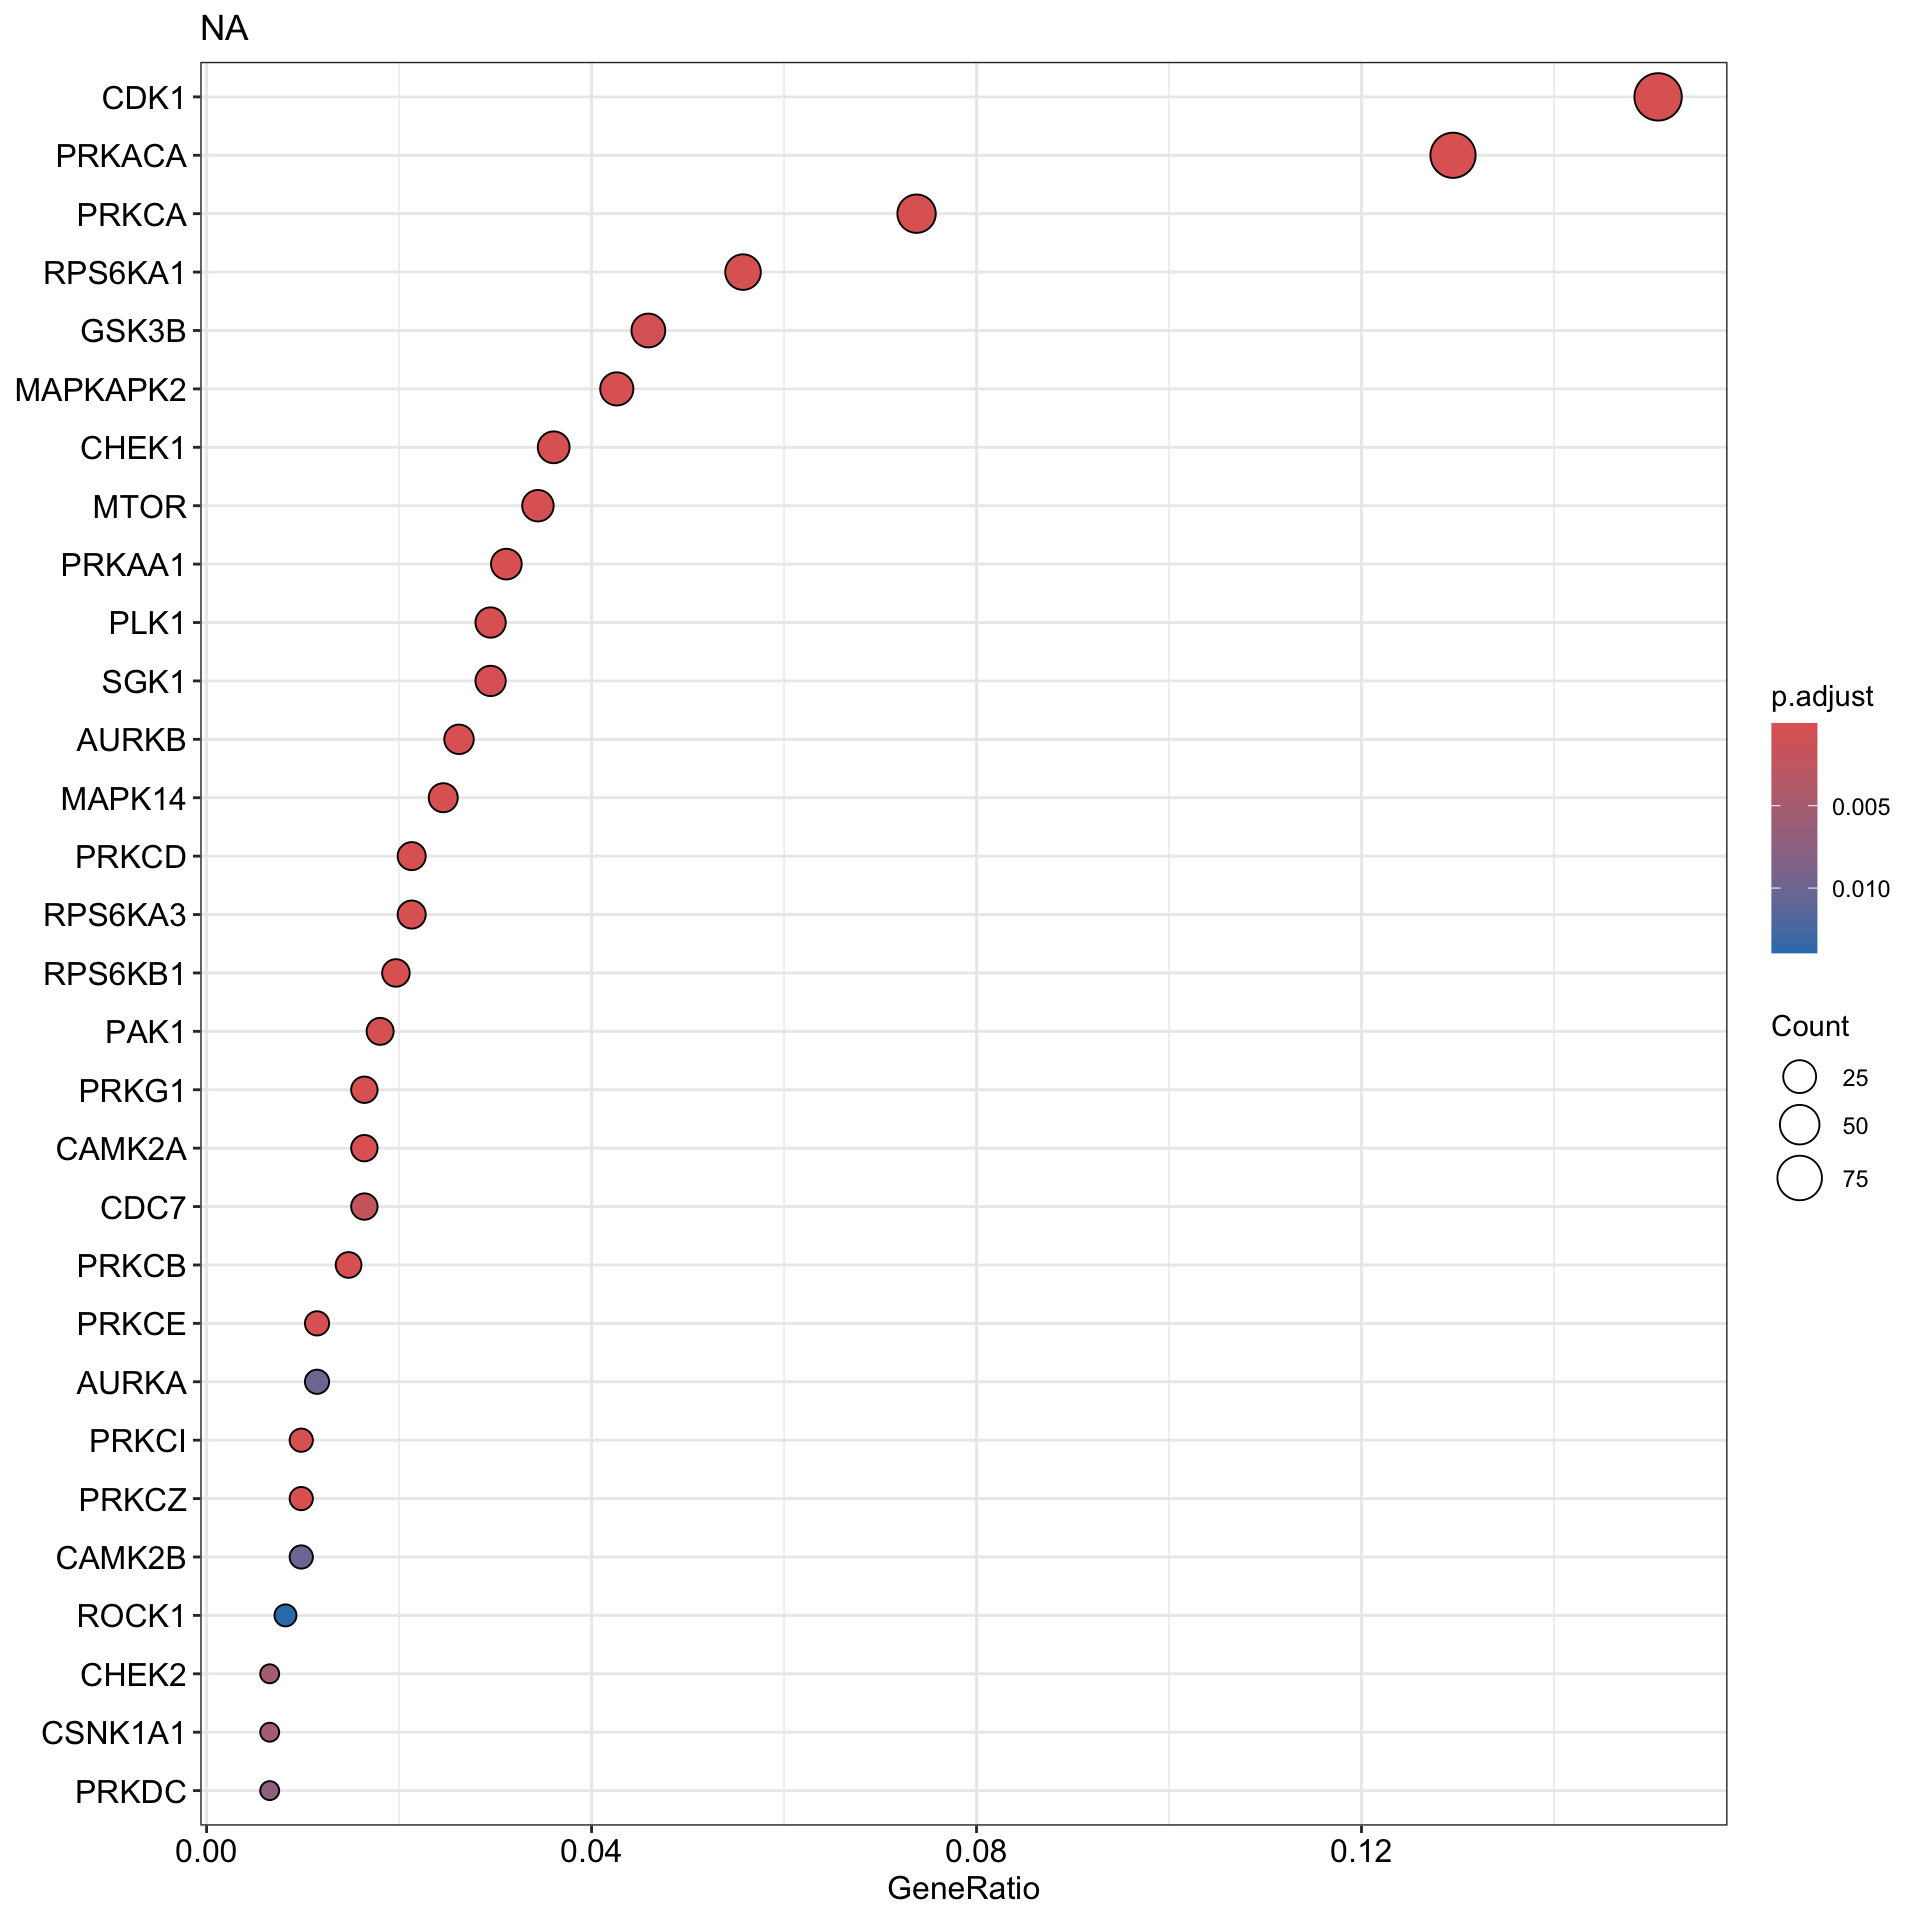 NA
CDK1
PRKACA
PRKCA
RPS6KA1
GSK3B
MAPKAPK2
CHEK1
MTOR
PRKAA1
PLK1
SGK1
AURKB
MAPK14
PRKCD
RPS6KA3
RPS6KB1
PAK1
PRKG1
CAMK2A
CDC7
PRKCB
PRKCE
AURKA
PRKCI
PRKCZ
CAMK2B
ROCK1
CHEK2
CSNK1A1
PRKDC
0.00 0.04 0.08 0.12
GeneRatio
p.adjust
0.005
0.010
Count
25
50
75